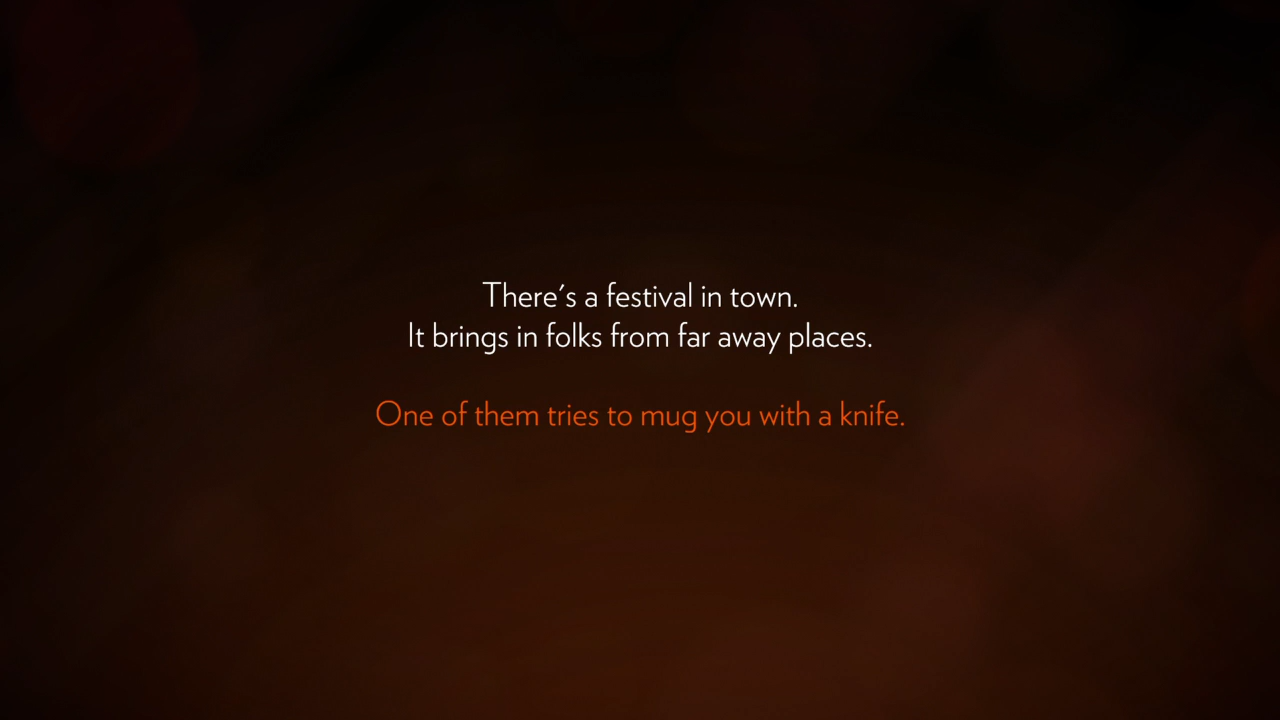 There's a festival in town.
It brings in folks from far away places.
One of them tries to mug you with a knife.